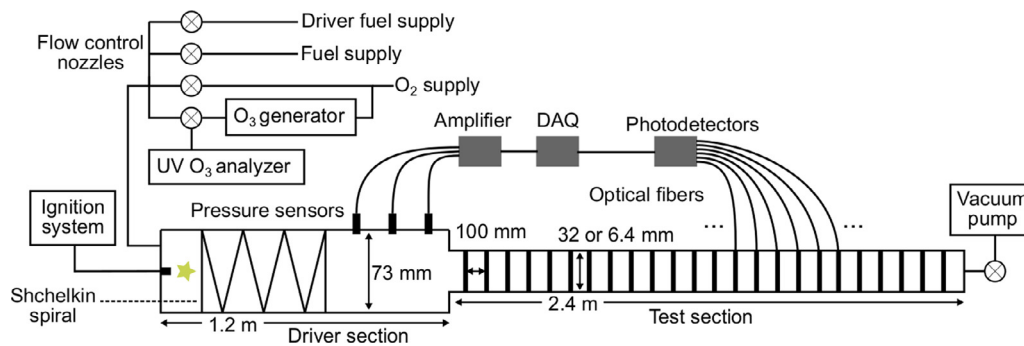 Driver fuel supply
Flow control
nozzles
Fuel supply
O₂ supply
O₃ generator
UV O₃ analyzer
Amplifier
DAQ
Photodetectors
Optical fibers
Ignition
system
Pressure sensors
100 mm
32 or 6.4 mm
...
...
Vacuum
pump
73 mm
Shchelkin
spiral
1.2 m
Driver section
2.4 m
Test section